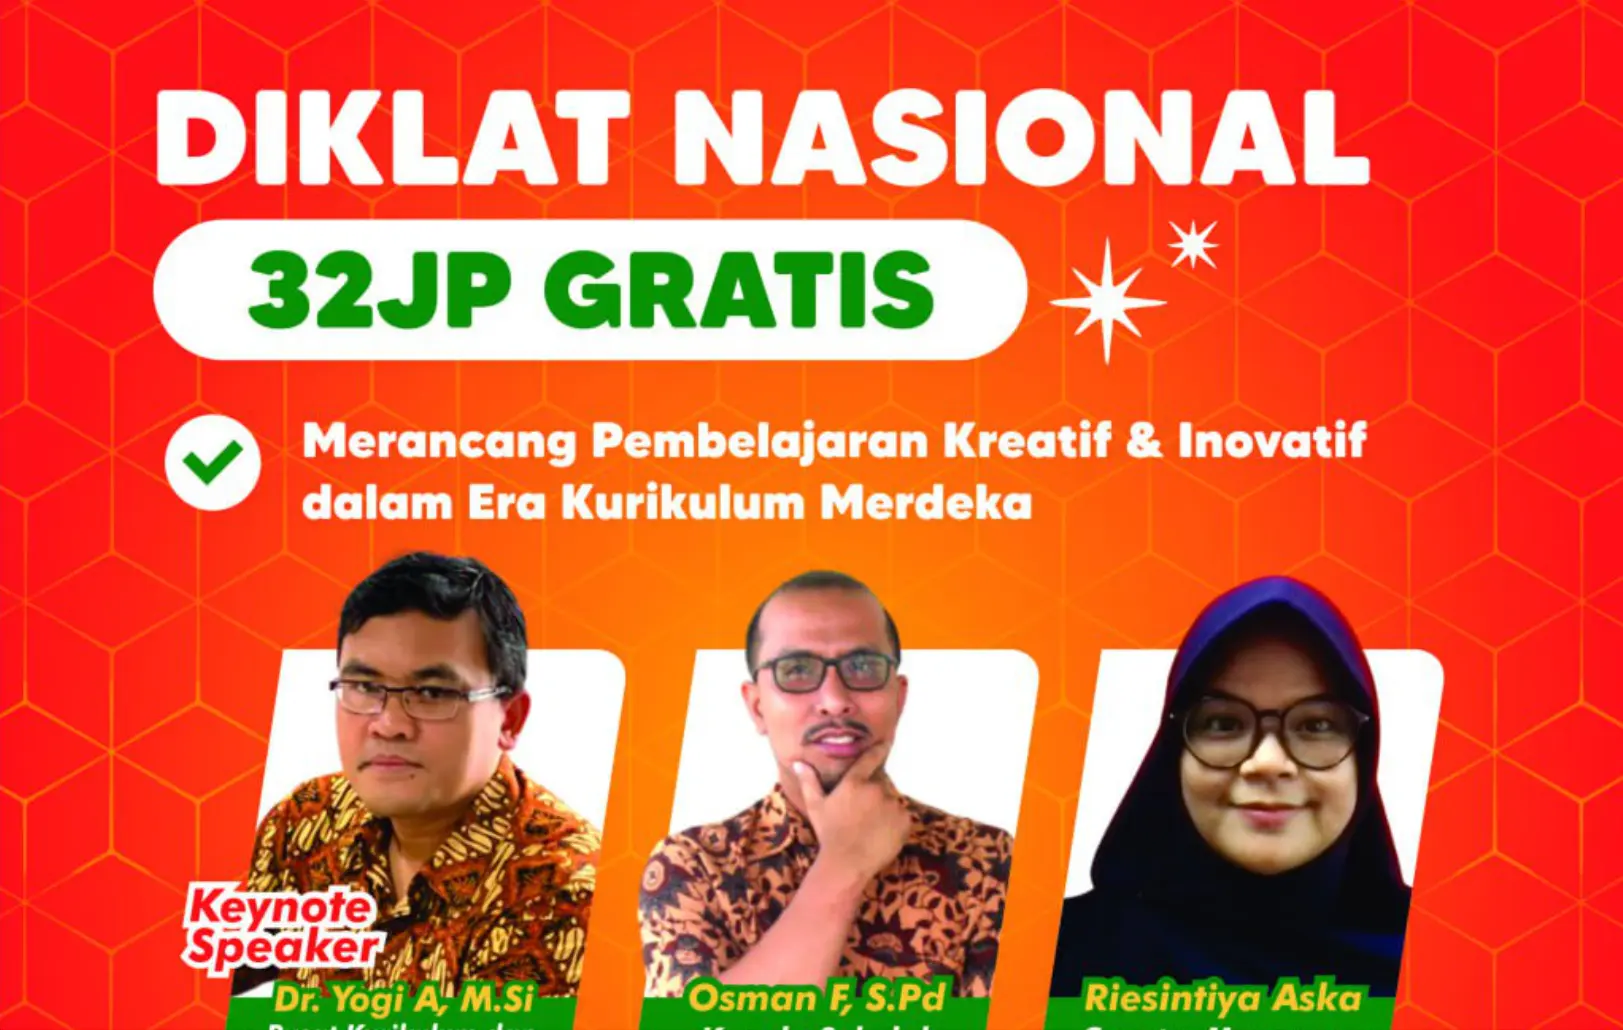 DIKLAT NASIONAL
32JP GRATIS
Merancang Pembelajaran Kreatif & Inovatif
dalam Era Kurikulum Merdeka
Keynote
Speaker
Dr. Yogi A, M.Si
Osman F, S.Pd
Riesintiya Aska